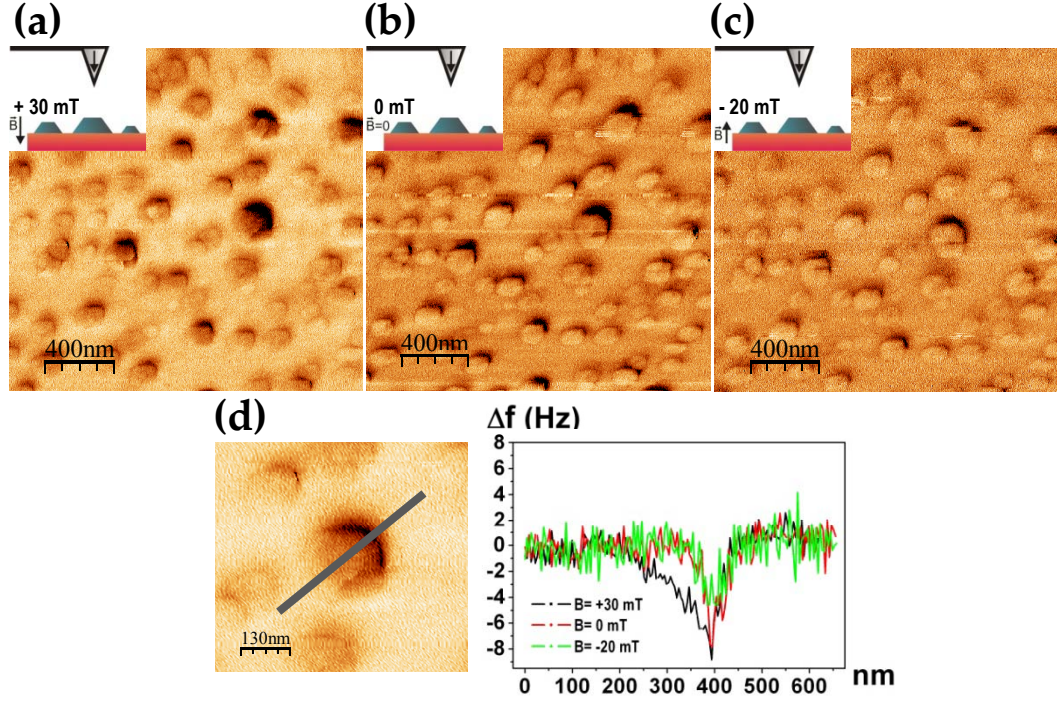 (a)
(b)
(c)
+ 30 mT
B
0 mT
B=0
- 20 mT
B
400nm
400nm
400nm
(d)
130nm
Δf (Hz)
8
6
4
2
0
-2
-4
-6
-8
B= +30 mT
B= 0 mT
B= -20 mT
0 100 200 300 400 500 600
nm